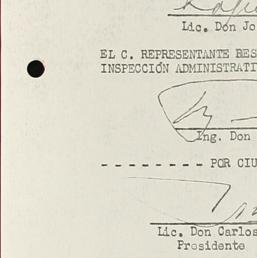 Lic. Don Jo
EL C. REPRESENTANTE RES
INSPECCIÓN ADMINISTRATI
Ing. Don
- - - - - - - - POR CIU
Lic. Don Carlos
Presidente